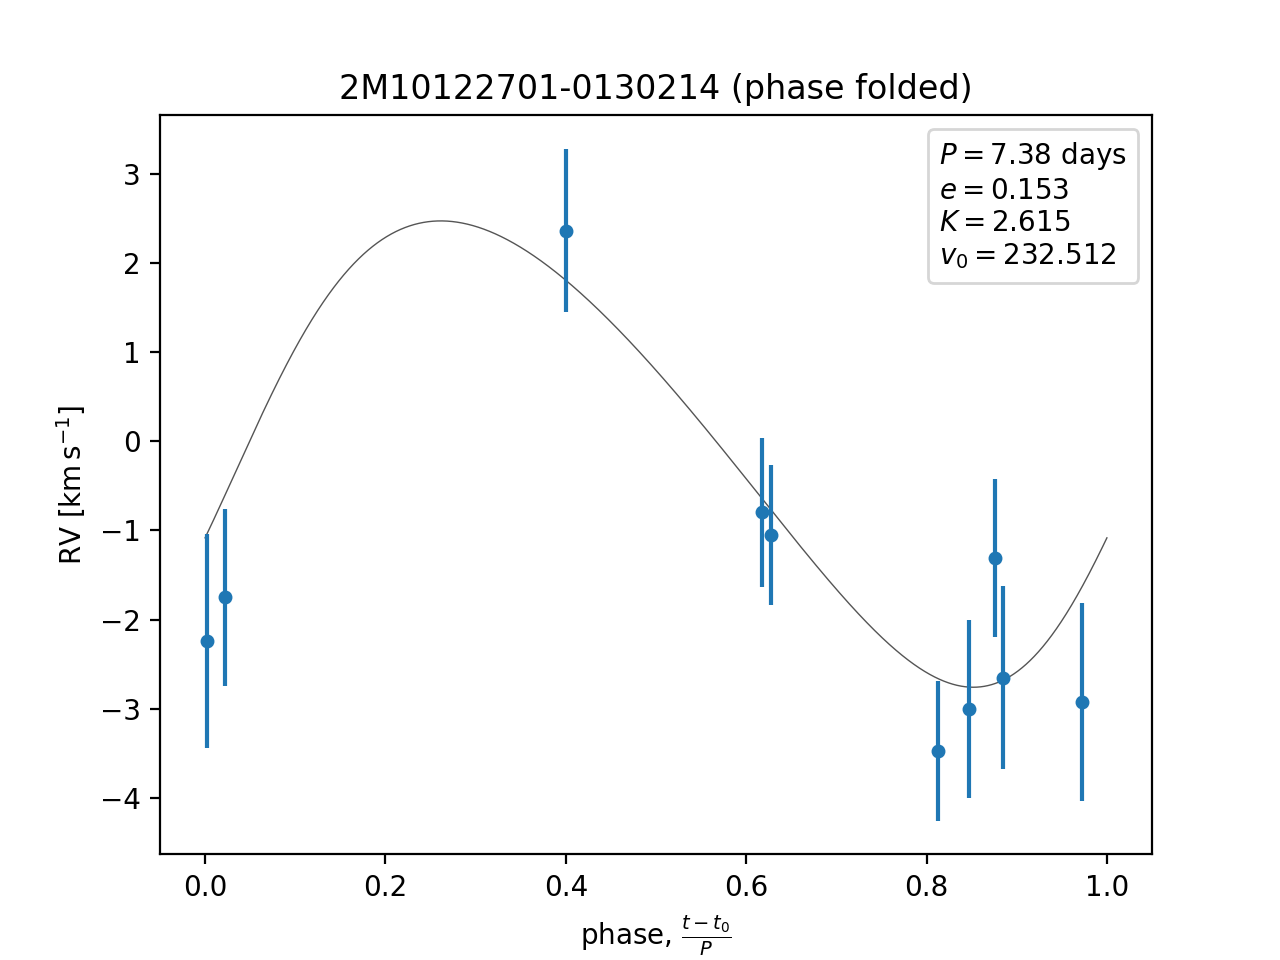 2M10122701-0130214 (phase folded)
P = 7.38 days
e = 0.153
K = 2.615
v₀ = 232.512
3
2
1
0
−1
−2
−3
−4
RV [km s⁻¹]
0.0 0.2 0.4 0.6 0.8 1.0
phase, (t − t₀)/P